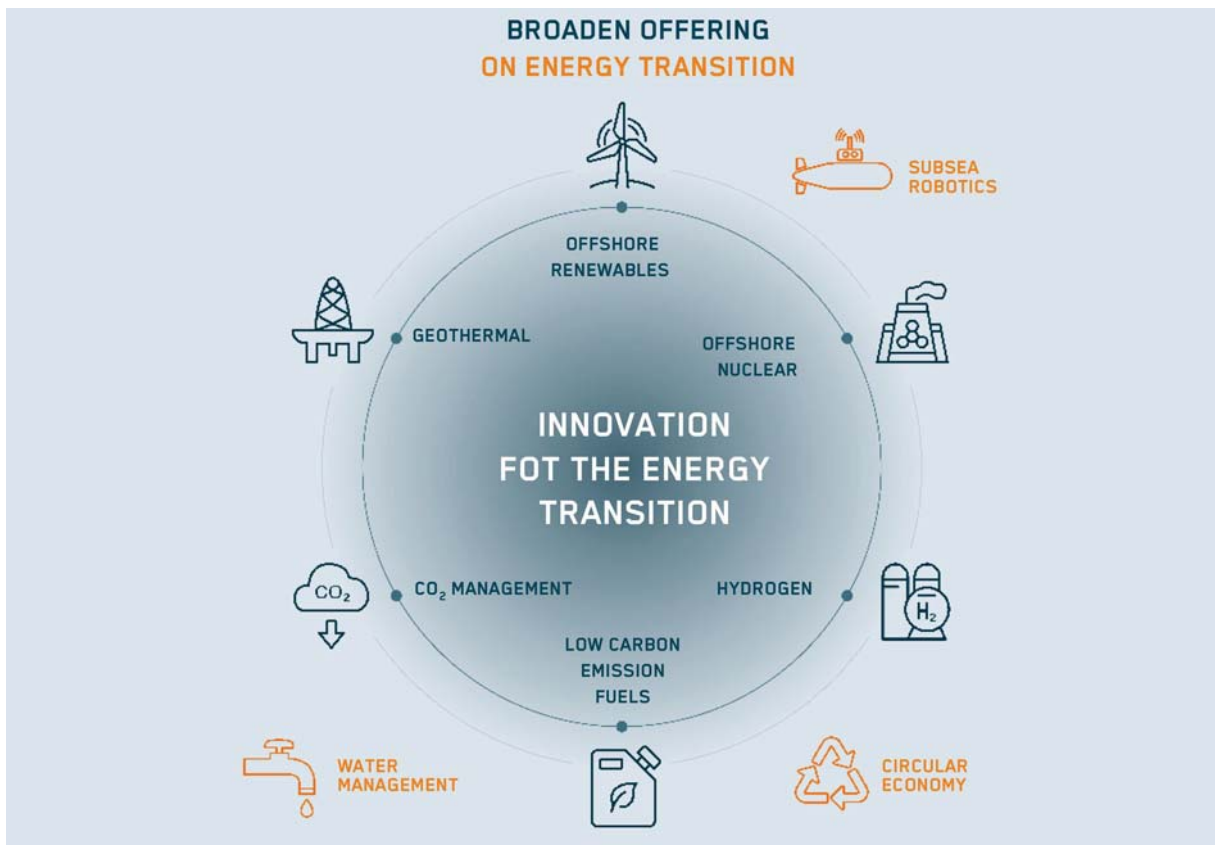 BROADEN OFFERING
ON ENERGY TRANSITION
SUBSEA
ROBOTICS
OFFSHORE
RENEWABLES
GEOTHERMAL
OFFSHORE
NUCLEAR
INNOVATION
FOT THE ENERGY
TRANSITION
CO₂
CO₂ MANAGEMENT
HYDROGEN
H₂
LOW CARBON
EMISSION
FUELS
WATER
MANAGEMENT
CIRCULAR
ECONOMY